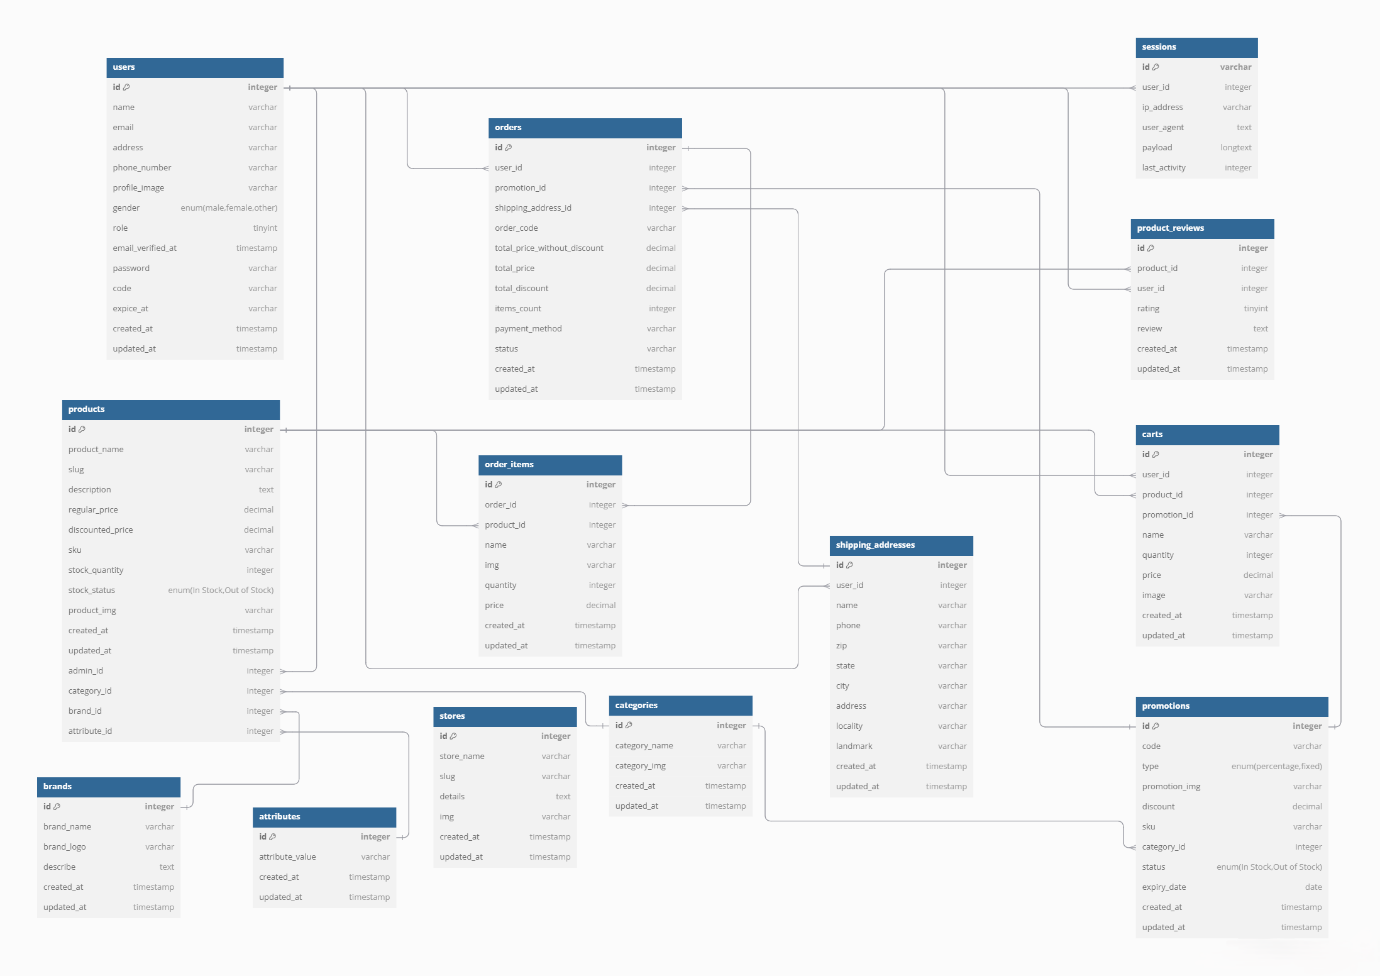 users
id integer
name varchar
email varchar
address varchar
phone_number varchar
profile_image varchar
gender enum(male,female,other)
role tinyint
email_verified_at timestamp
password varchar
code varchar
expice_at varchar
created_at timestamp
updated_at timestamp
orders
id integer
user_id integer
promotion_id integer
shipping_address_id integer
order_code varchar
total_price_without_discount decimal
total_price decimal
total_discount decimal
items_count integer
payment_method varchar
status varchar
created_at timestamp
updated_at timestamp
sessions
id varchar
user_id integer
ip_address varchar
user_agent text
payload longtext
last_activity integer
product_reviews
id integer
product_id integer
user_id integer
rating tinyint
review text
created_at timestamp
updated_at timestamp
products
id integer
product_name varchar
slug varchar
description text
regular_price decimal
discounted_price decimal
sku varchar
stock_quantity integer
stock_status enum(In Stock,Out of Stock)
product_img varchar
created_at timestamp
updated_at timestamp
admin_id integer
category_id integer
brand_id integer
attribute_id integer
order_items
id integer
order_id integer
product_id integer
name varchar
img varchar
quantity integer
price decimal
created_at timestamp
updated_at timestamp
carts
id integer
user_id integer
product_id integer
promotion_id integer
name varchar
quantity integer
price decimal
image varchar
created_at timestamp
updated_at timestamp
shipping_addresses
id integer
user_id integer
name varchar
phone varchar
zip varchar
state varchar
city varchar
address varchar
locality varchar
landmark varchar
created_at timestamp
updated_at timestamp
brands
id integer
brand_name varchar
brand_logo varchar
describe text
created_at timestamp
updated_at timestamp
attributes
id integer
attribute_value varchar
created_at timestamp
updated_at timestamp
stores
id integer
store_name varchar
slug varchar
details text
img varchar
created_at timestamp
updated_at timestamp
categories
id integer
category_name varchar
category_img varchar
created_at timestamp
updated_at timestamp
promotions
id integer
code varchar
type enum(percentage,fixed)
promotion_img varchar
discount decimal
sku varchar
category_id integer
status enum(In Stock,Out of Stock)
expiry_date date
created_at timestamp
updated_at timestamp